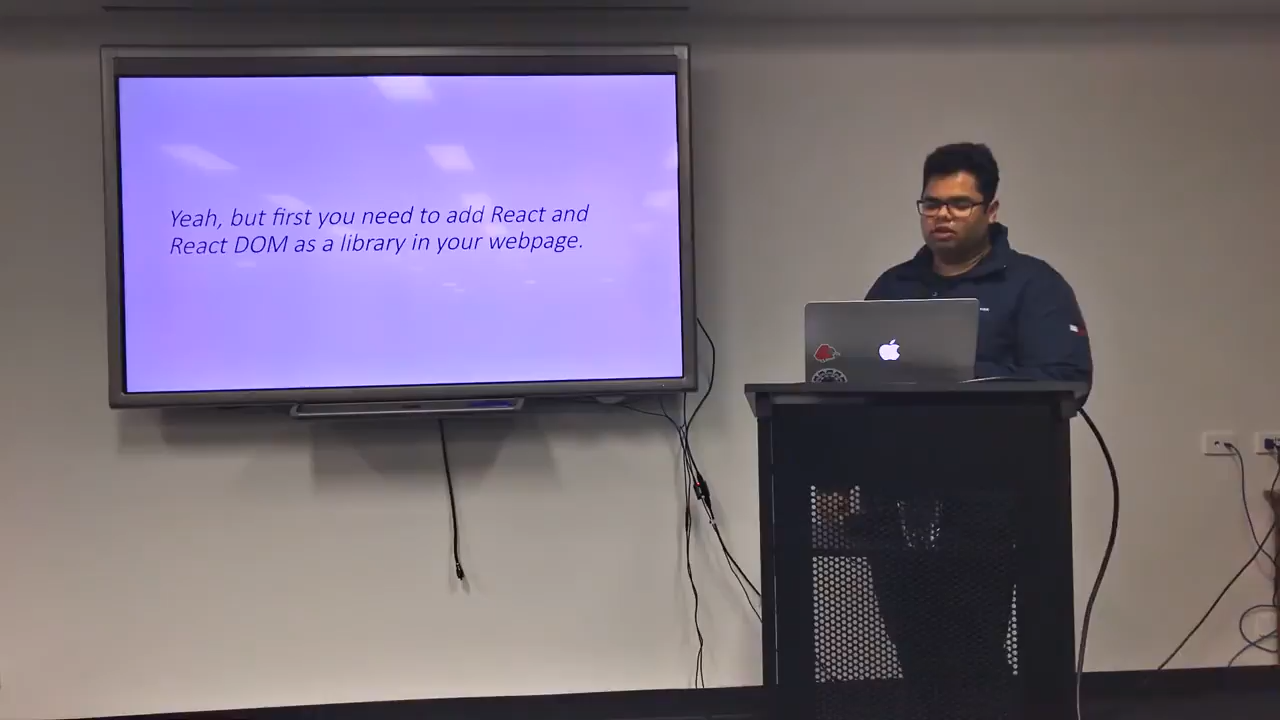 Yeah, but first you need to add React and
React DOM as a library in your webpage.